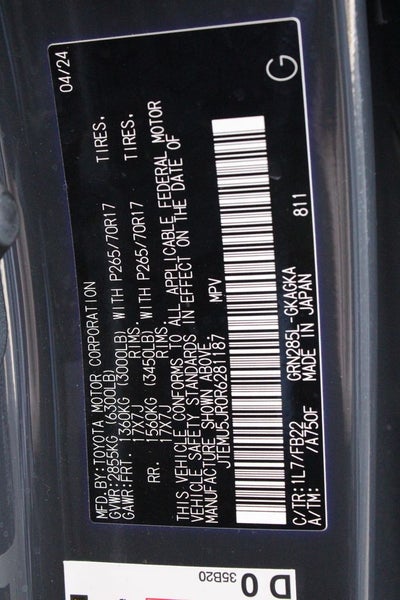 MFD.BY:TOYOTA MOTOR CORPORATION 04/24
GVWR:2855KG (6300LB)
GAWR:FRT. 1360KG (3000LB) WITH P265/70R17 TIRES.
17X7J RIMS.
RR. 1560KG (3450LB) WITH P265/70R17 TIRES.
17X7J RIMS.
THIS VEHICLE CONFORMS TO ALL APPLICABLE FEDERAL MOTOR
VEHICLE SAFETY STANDARDS IN EFFECT ON THE DATE OF
MANUFACTURE SHOWN ABOVE.
JTEMU5JR0R6281187 MPV
C/TR:1L7/FB22 GRN285L-GKAGKA
A/TM: /A750F MADE IN JAPAN 811
G
35B20
D0